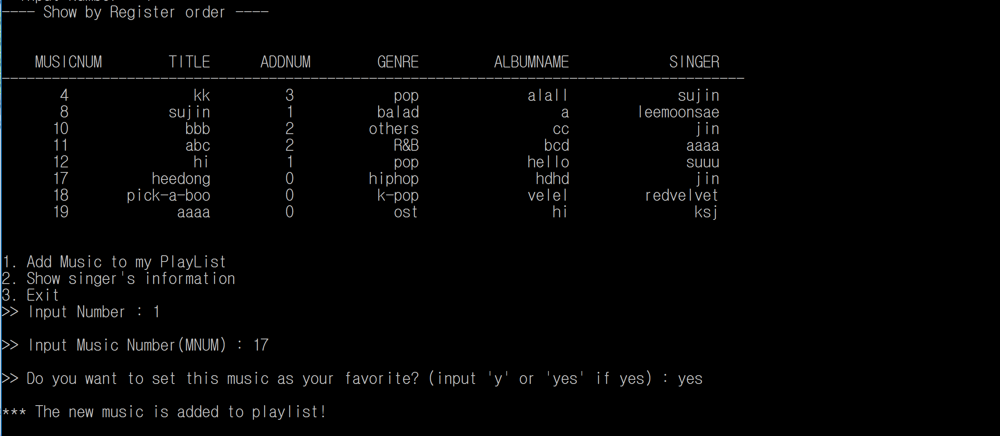 ---- Show by Register order ----
MUSICNUM TITLE ADDNUM GENRE ALBUMNAME SINGER
-----------------------------------------------------------------------------------------
4 kk 3 pop alall sujin
8 sujin 1 balad a leemoonsae
10 bbb 2 others cc jin
11 abc 2 R&B bcd aaaa
12 hi 1 pop hello suuu
17 heedong 0 hiphop hdhd jin
18 pick-a-boo 0 k-pop velel redvelvet
19 aaaa 0 ost hi ksj
1. Add Music to my PlayList
2. Show singer's information
3. Exit
>> Input Number : 1
>> Input Music Number(MNUM) : 17
>> Do you want to set this music as your favorite? (input 'y' or 'yes' if yes) : yes
*** The new music is added to playlist!